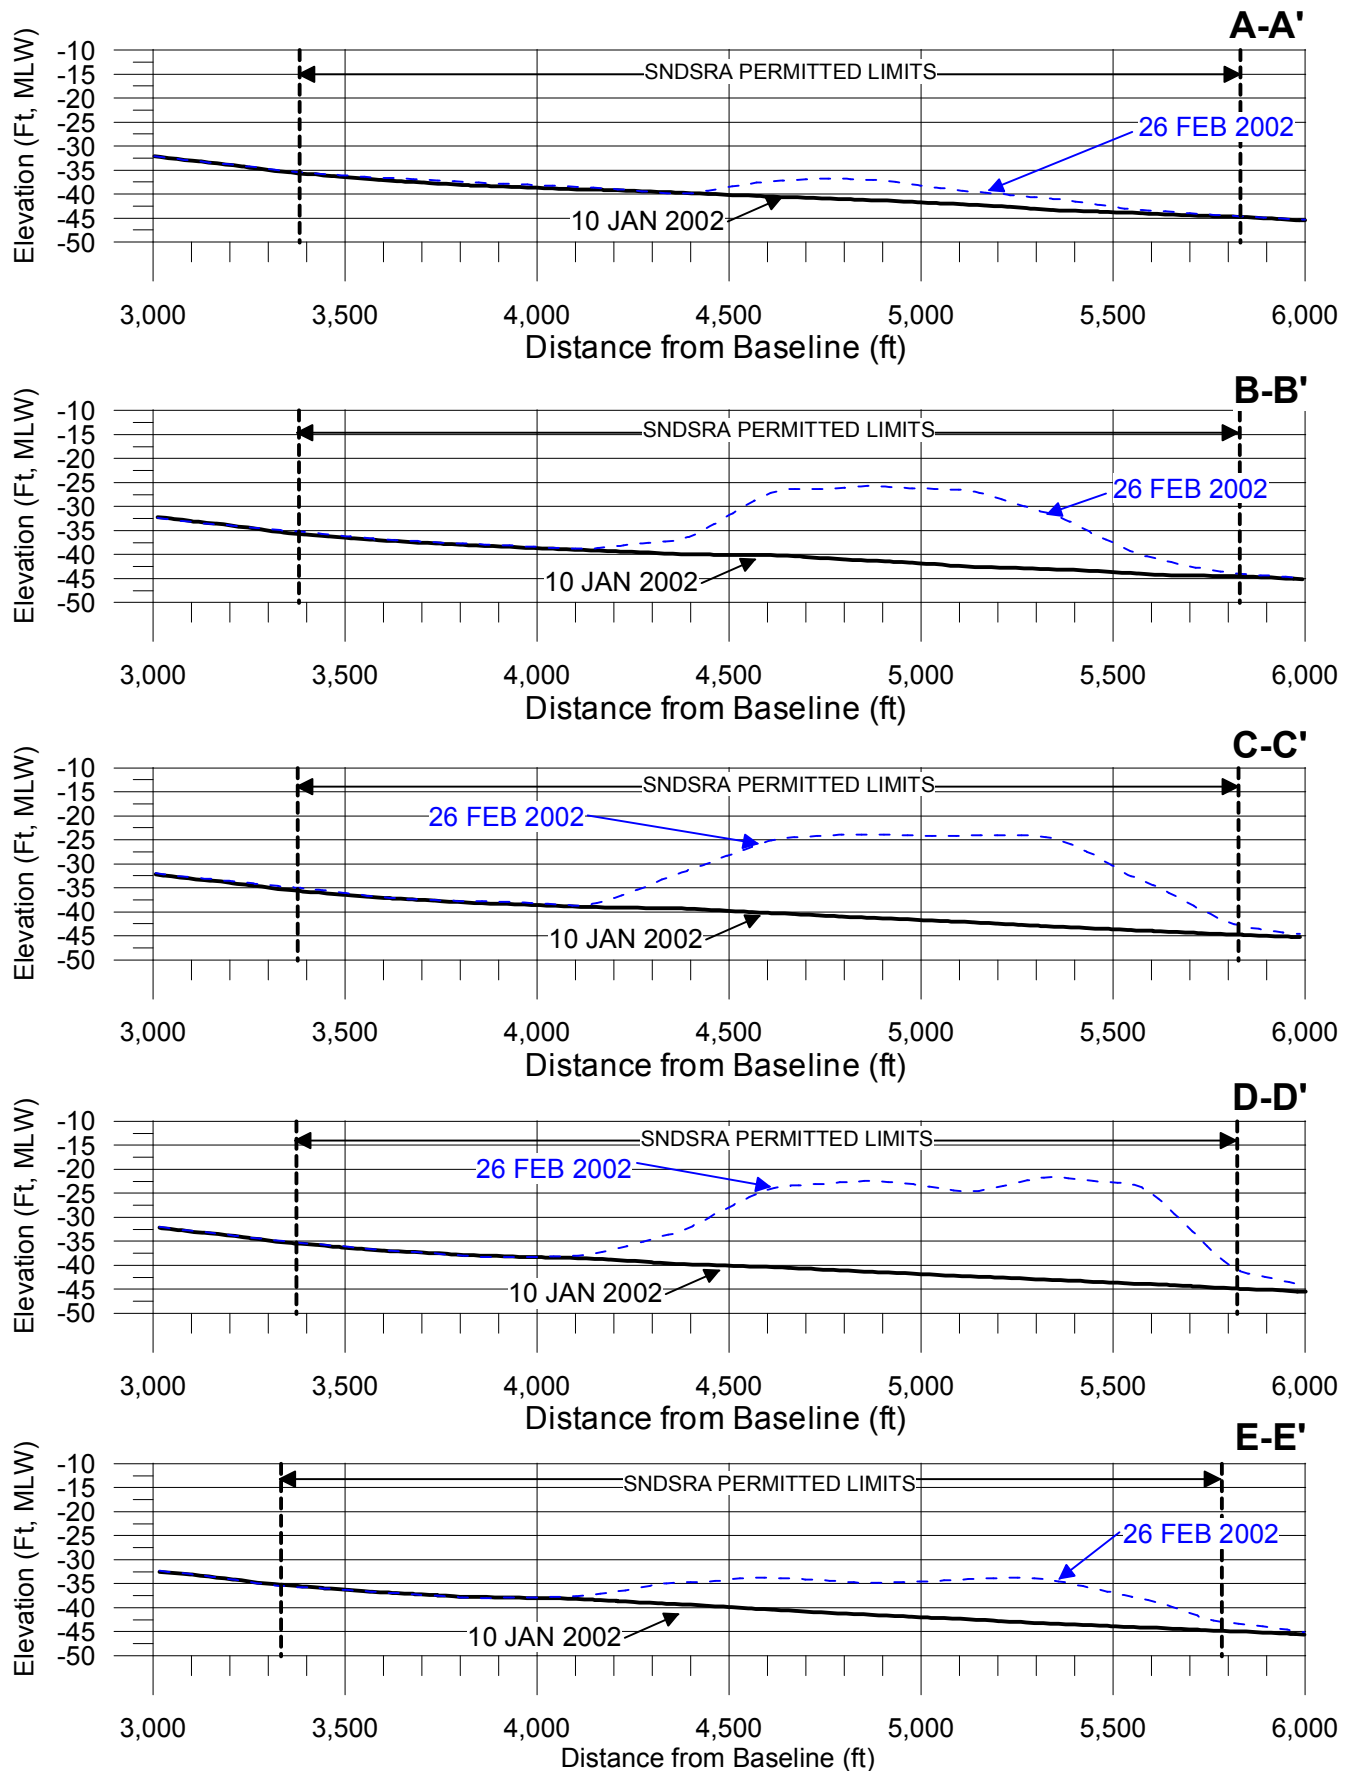 A-A'
Elevation (Ft, MLW)
-10
-15
-20
-25
-30
-35
-40
-45
-50
SNDSRA PERMITTED LIMITS
26 FEB 2002
10 JAN 2002
3,000 3,500 4,000 4,500 5,000 5,500 6,000
Distance from Baseline (ft)
B-B'
Elevation (Ft, MLW)
-10
-15
-20
-25
-30
-35
-40
-45
-50
SNDSRA PERMITTED LIMITS
26 FEB 2002
10 JAN 2002
3,000 3,500 4,000 4,500 5,000 5,500 6,000
Distance from Baseline (ft)
C-C'
Elevation (Ft, MLW)
-10
-15
-20
-25
-30
-35
-40
-45
-50
SNDSRA PERMITTED LIMITS
26 FEB 2002
10 JAN 2002
3,000 3,500 4,000 4,500 5,000 5,500 6,000
Distance from Baseline (ft)
D-D'
Elevation (Ft, MLW)
-10
-15
-20
-25
-30
-35
-40
-45
-50
SNDSRA PERMITTED LIMITS
26 FEB 2002
10 JAN 2002
3,000 3,500 4,000 4,500 5,000 5,500 6,000
Distance from Baseline (ft)
E-E'
Elevation (Ft, MLW)
-10
-15
-20
-25
-30
-35
-40
-45
-50
SNDSRA PERMITTED LIMITS
26 FEB 2002
10 JAN 2002
3,000 3,500 4,000 4,500 5,000 5,500 6,000
Distance from Baseline (ft)